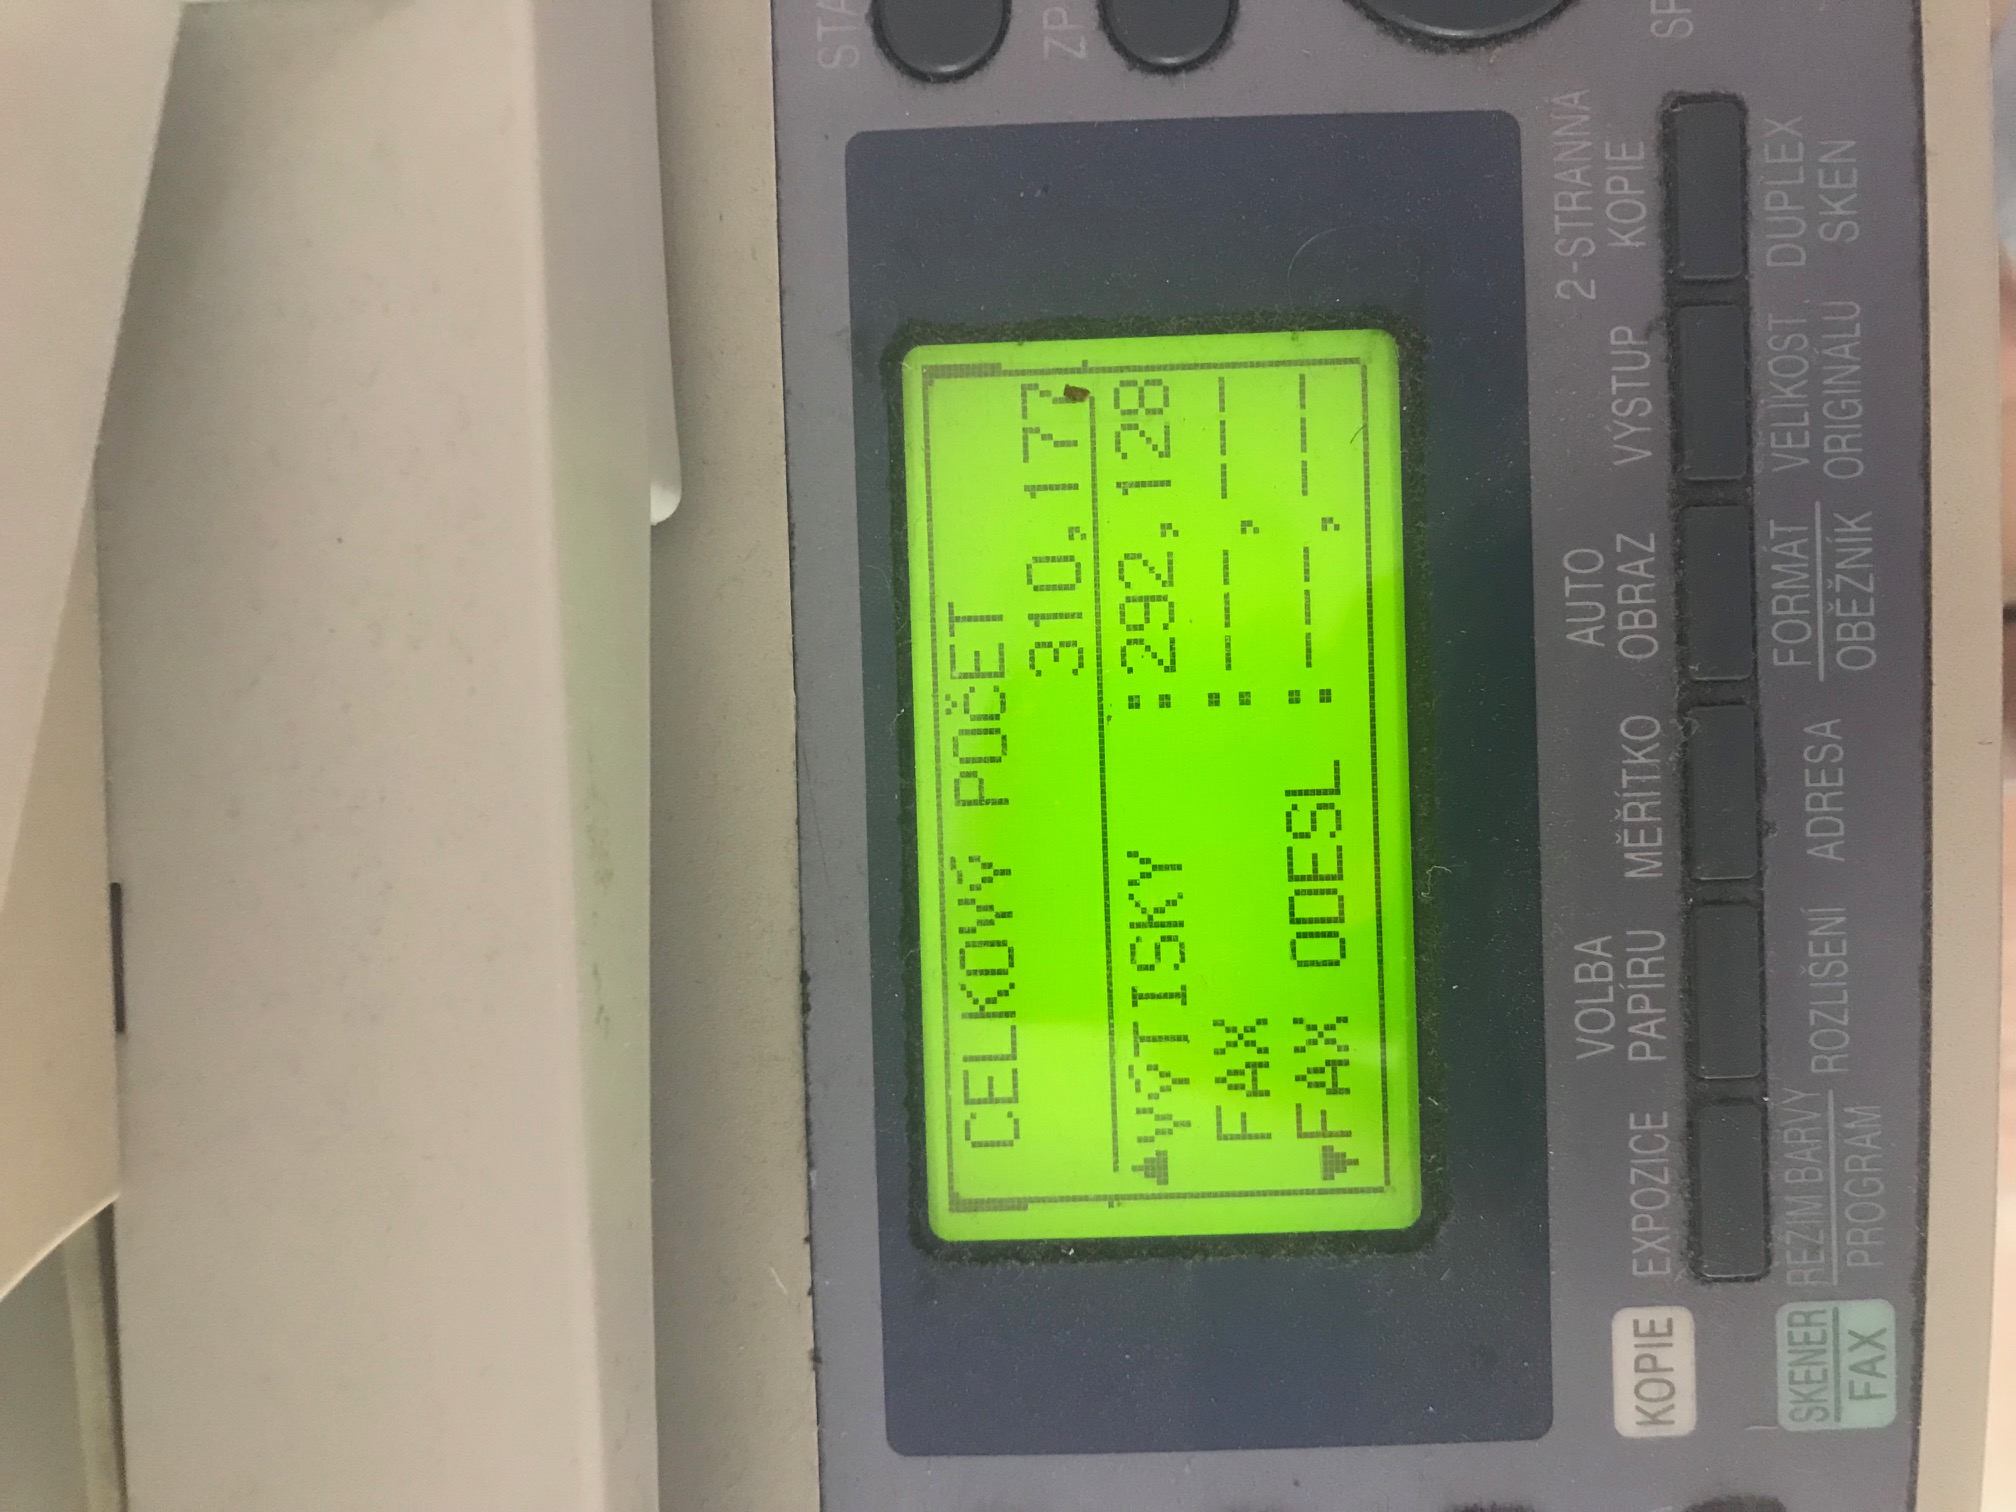 CELKOVÝ POČET
310,177
▲VÝTISKY :292,128
FAX :---,---
▼FAX ODESL :---,---
VOLBA AUTO 2-STRANNÁ
EXPOZICE PAPÍRU MĚŘÍTKO OBRAZ VÝSTUP KOPIE
KOPIE
REŽIM BARVY ROZLIŠENÍ ADRESA FORMÁT VELIKOST DUPLEX
PROGRAM OBĚŽNÍK ORIGINÁLU SKEN
SKENER
FAX